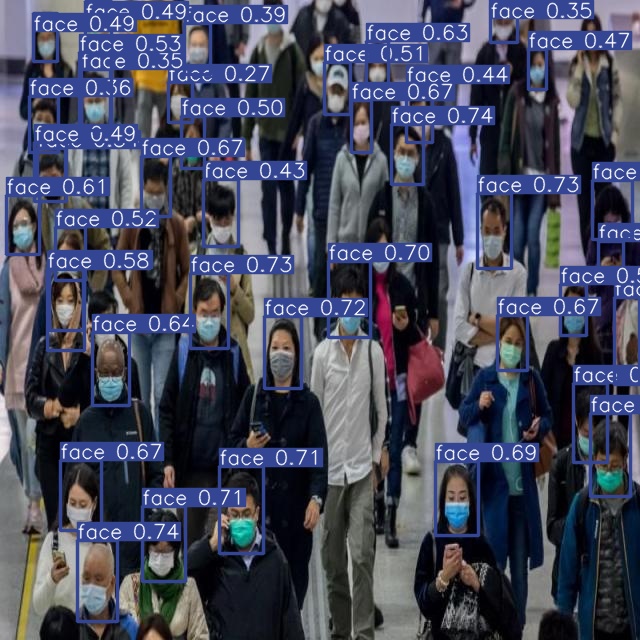 face 0.49
face 0.39
face 0.35
face 0.49
face 0.63
face 0.47
face 0.53
0.51
face 0.35
0.27
face 0.44
face 0.67
face 0.50
face 0.74
face 0.49
face 0.67
face 0.43
face
face 0.61
face 0.73
face 0.52
face 0.70
face 0.58
face 0.73
face 0.72
face 0.67
face 0.64
face
face
face 0.67
face 0.71
face 0.69
face 0.71
face 0.74